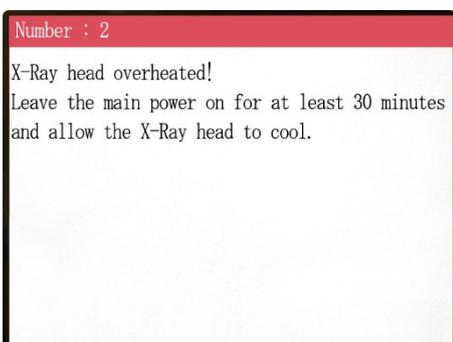 Number : 2
X-Ray head overheated!
Leave the main power on for at least 30 minutes
and allow the X-Ray head to cool.